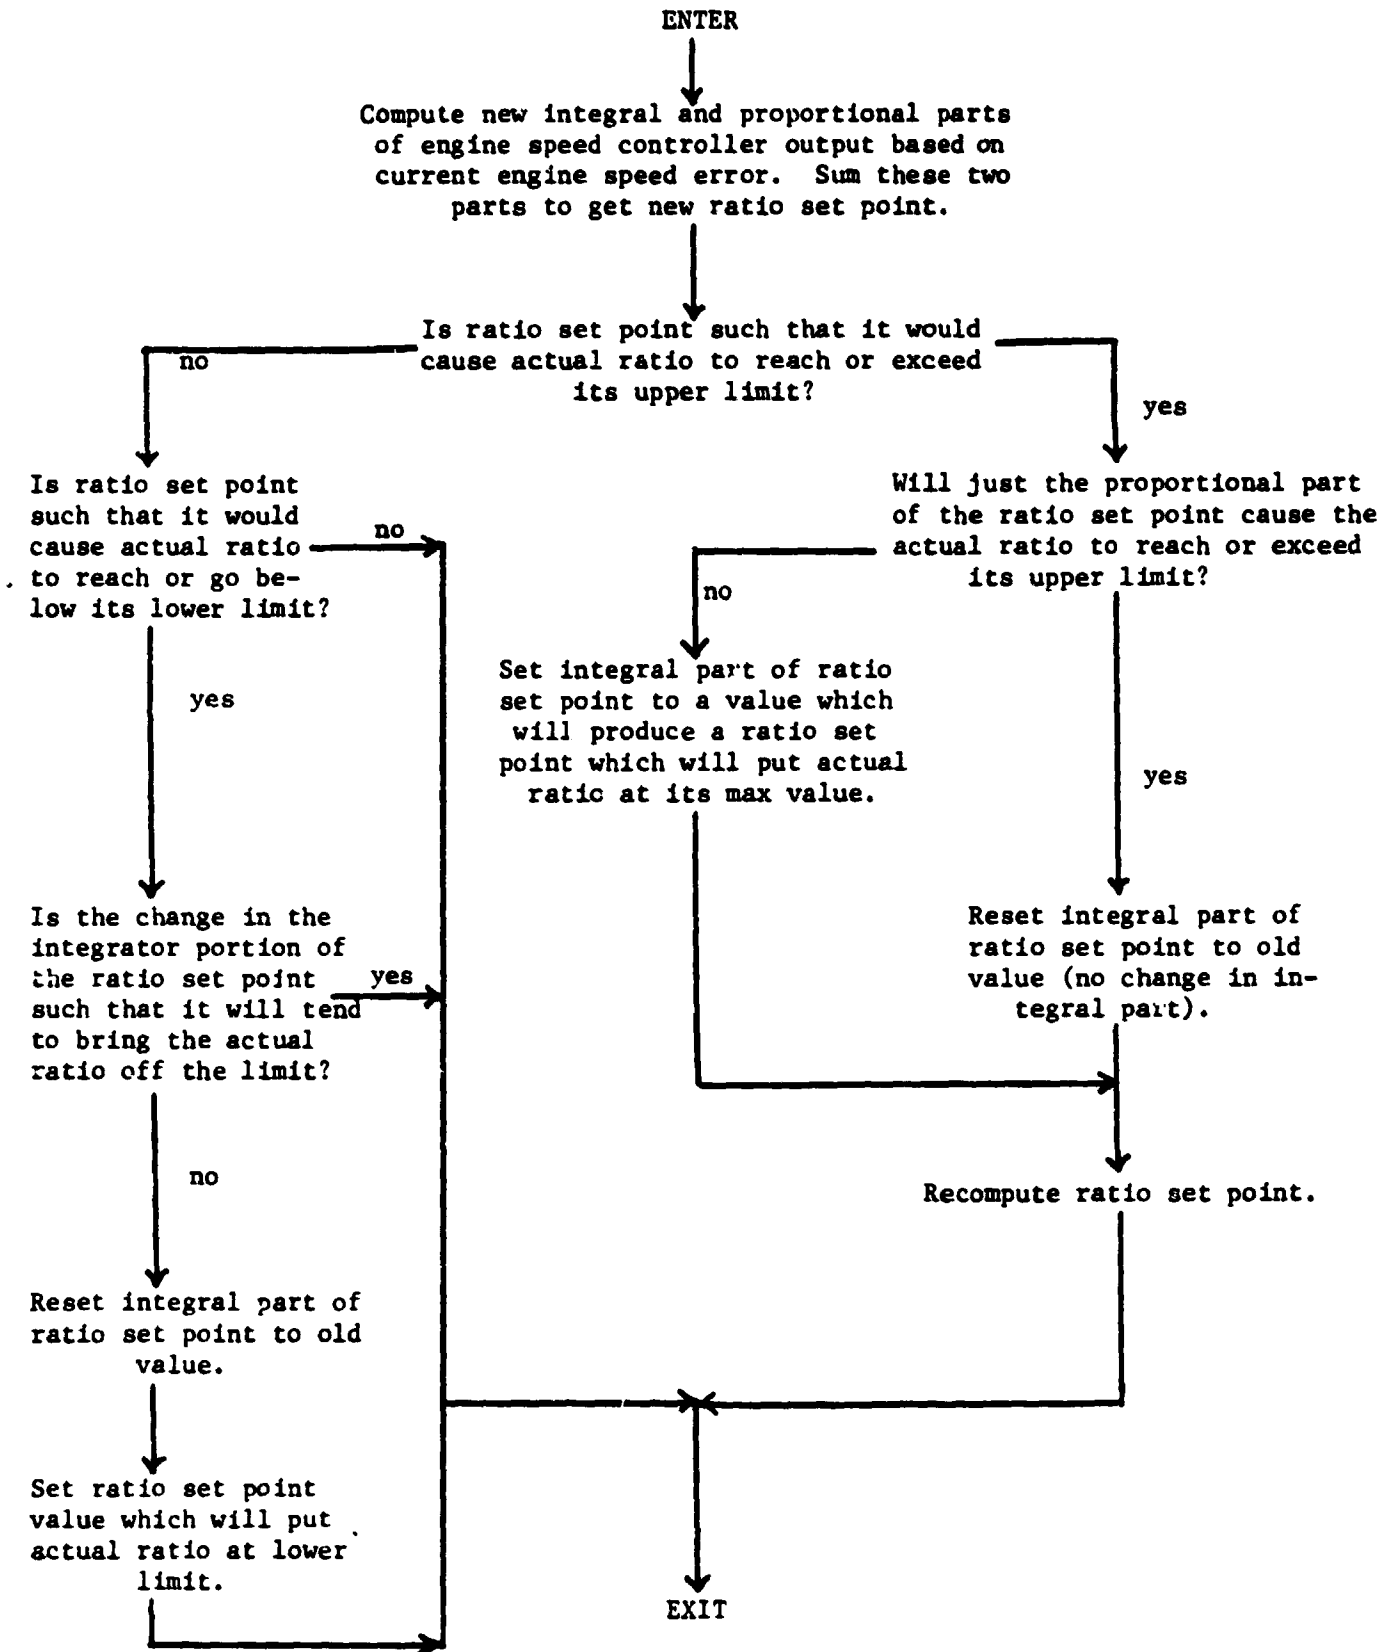 ENTER
Compute new integral and proportional parts
of engine speed controller output based on
current engine speed error. Sum these two
parts to get new ratio set point.
Is ratio set point such that it would
cause actual ratio to reach or exceed
its upper limit?
no
yes
Is ratio set point
such that it would
cause actual ratio
to reach or go be-
low its lower limit?
no
Will just the proportional part
of the ratio set point cause the
actual ratio to reach or exceed
its upper limit?
no
Set integral part of ratio
set point to a value which
will produce a ratio set
point which will put actual
ratio at its max value.
yes
yes
Is the change in the
integrator portion of
the ratio set point
such that it will tend
to bring the actual
ratio off the limit?
yes
Reset integral part of
ratio set point to old
value (no change in in-
tegral part).
no
Recompute ratio set point.
Reset integral part of
ratio set point to old
value.
Set ratio set point
value which will put
actual ratio at lower
limit.
EXIT